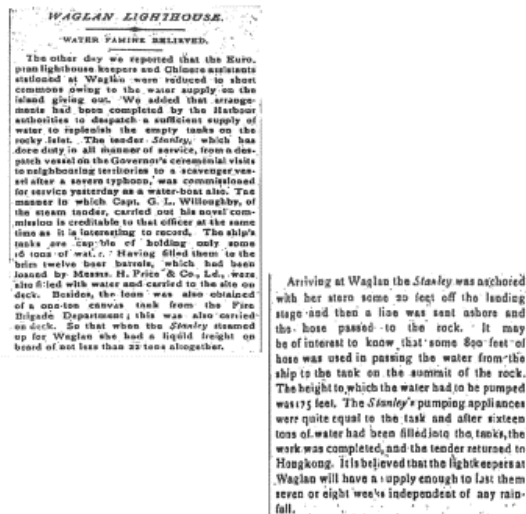 WAGLAN LIGHTHOUSE.
WATER FAMINE RELIEVED.
The other day we reported that the Euro-
pean lighthouse keepers and Chinese assistants
stationed at Waglan were reduced to short
commons owing to the water supply on the
island giving out. We added that arrange-
ments had been completed by the Harbour
authorities to despatch a sufficient supply of
water to replenish the empty tanks on the
rocky islet. The tender Stanley, which has
done duty in all manner of service, from a des-
patch vessel on the Governor's ceremonial visits
to neighbouring territories to a scavenger ves-
sel after a severe typhoon, was commissioned
for service yesterday as a water-boat also. The
manner in which Capt. G. L. Willoughby, of
the steam tender, carried out his novel com-
mission is creditable to that officer at the same
time as it is interesting to record. The ship's
tanks are capable of holding only some
16 tons of water. Having filled them to the
brim twelve beer barrels, which had been
loaned by Messrs. H. Price & Co., Ld., were
also filled with water and carried to the site on
deck. Besides, the loan was also obtained
of a one-ton canvas tank from the Fire
Brigade Department; this was also carried
on deck. So that when the Stanley steamed
up for Waglan she had a liquid freight on
board of not less than 22 tons altogether.
Arriving at Waglan the Stanley was anchored
with her stern some 20 feet off the landing
stage and then a line was sent ashore and
the hose passed to the rock. It may
be of interest to know that some 890 feet of
hose was used in passing the water from the
ship to the tank on the summit of the rock.
The height to which the water had to be pumped
was 175 feet. The Stanley's pumping appliances
were quite equal to the task and after sixteen
tons of water had been filled into the tanks, the
work was completed, and the tender returned to
Hongkong. It is believed that the lightkeepers at
Waglan will have a supply enough to last them
seven or eight weeks independent of any rain-
fall.